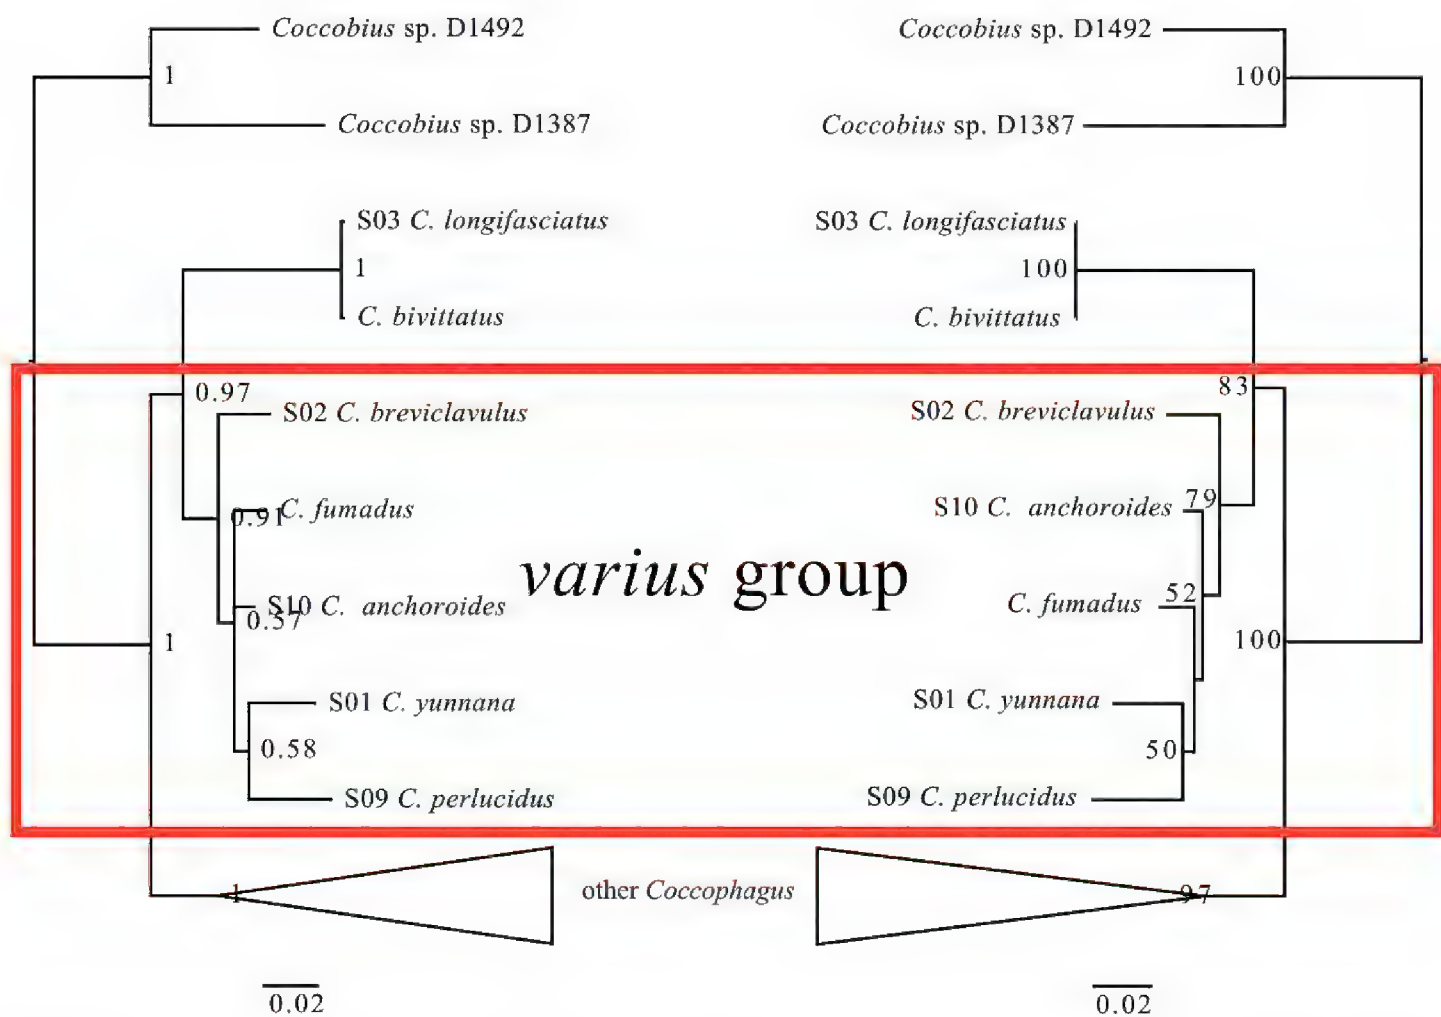 Coccobius sp. D1492
Coccobius sp. D1492
1
100
Coccobius sp. D1387
Coccobius sp. D1387
S03 C. longifasciatus
S03 C. longifasciatus
1
100
C. bivittatus
C. bivittatus
0.97
83
S02 C. breviclavulus
S02 C. breviclavulus
0.91
C. fumadus
79
S10 C. anchoroides
varius group
S10 C. anchoroides
0.57
52
C. fumadus
1
100
S01 C. yunnana
S01 C. yunnana
0.58
50
S09 C. perlucidus
S09 C. perlucidus
1
other Coccophagus
97
0.02
0.02